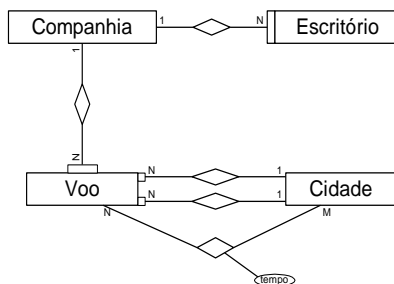 Companhia 1 N Escritório
1
N
Voo N 1 Cidade
N 1
N M
tempo